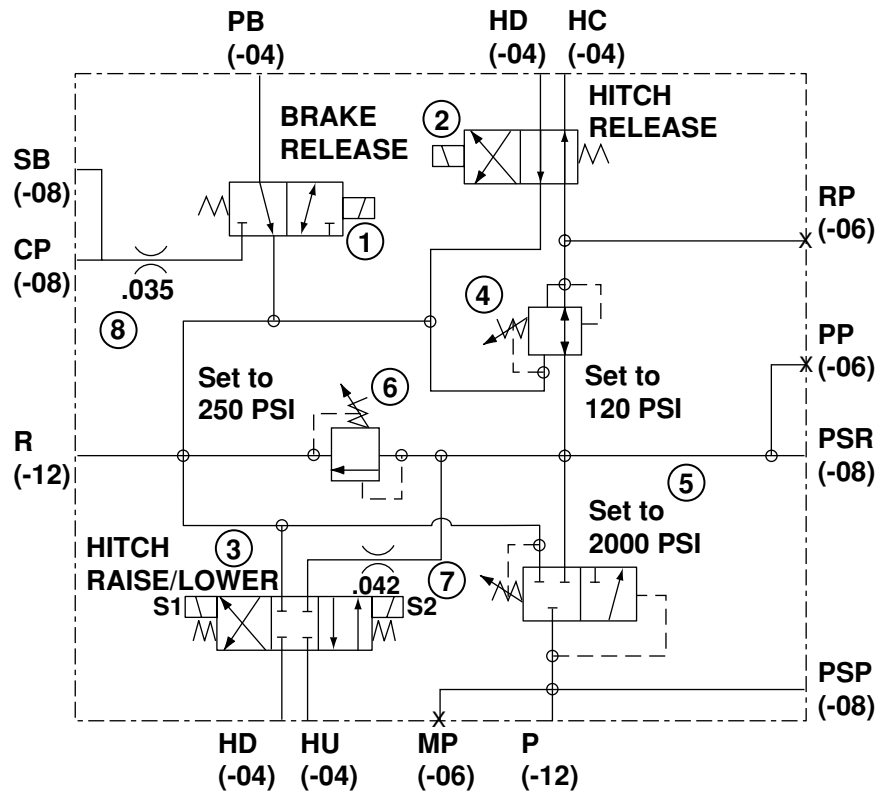 PB
(-04)
HD
(-04)
HC
(-04)
BRAKE
RELEASE
2
HITCH
RELEASE
SB
(-08)
CP
(-08)
1
RP
(-06)
.035
8
4
PP
(-06)
Set to
250 PSI
6
Set to
120 PSI
R
(-12)
PSR
(-08)
5
Set to
2000 PSI
3
HITCH
RAISE/LOWER
.042
7
S1
S2
PSP
(-08)
HD
(-04)
HU
(-04)
MP
(-06)
P
(-12)
X
X
X